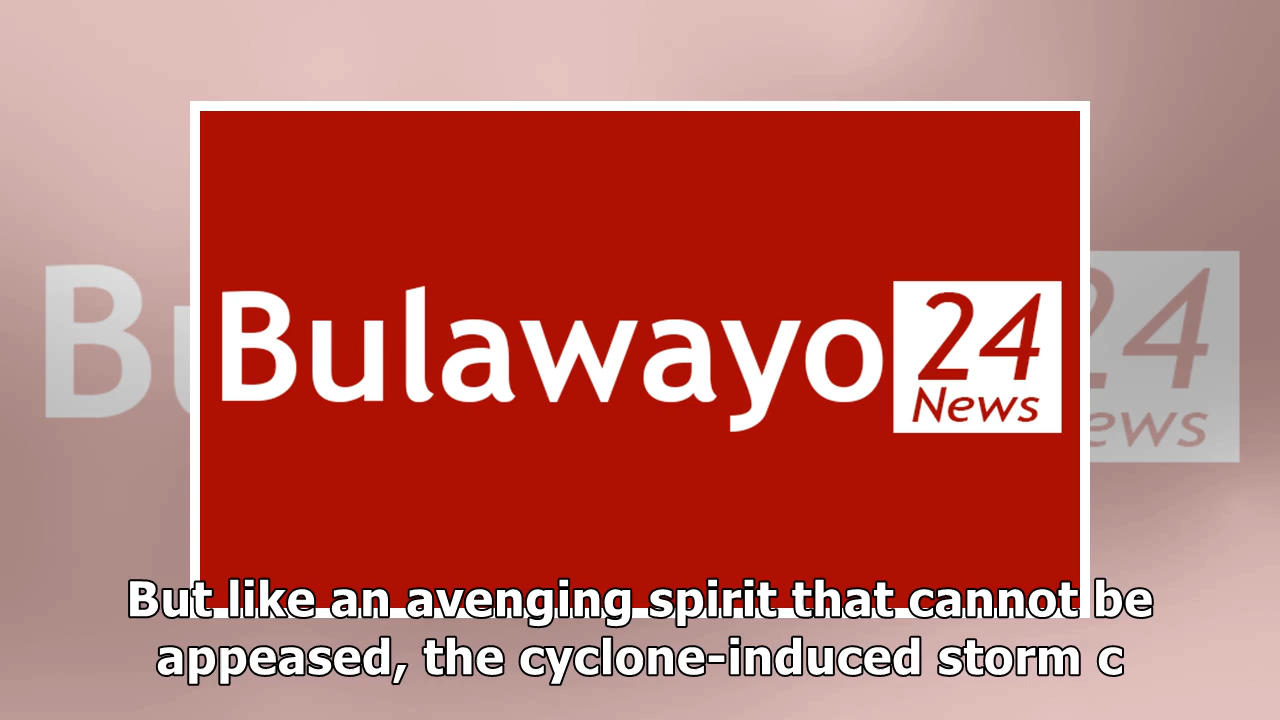 Bulawayo 24
News
But like an avenging spirit that cannot be
appeased, the cyclone-induced storm c